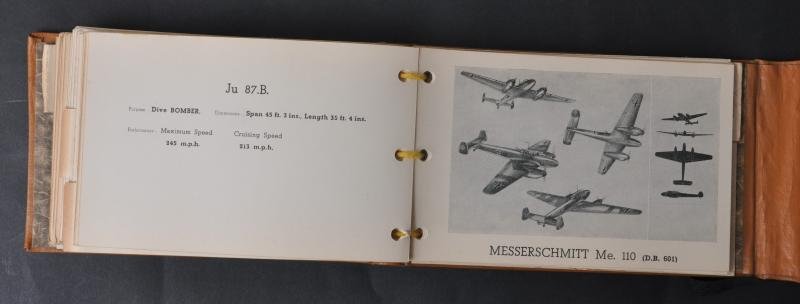 Ju 87.B.
Purpose Dive BOMBER. Dimensions Span 45 ft. 3 ins., Length 35 ft. 4 ins.
Performance Maximum Speed Cruising Speed
245 m.p.h. 213 m.p.h.
MESSERSCHMITT Me. 110 (D.B. 601)